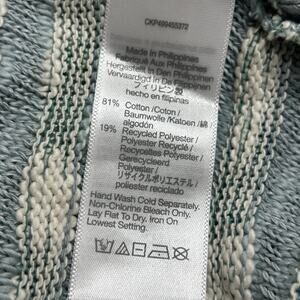 CKP499455372
Made in Philippines
Fabriqué Aux Philippines
Hergestellt In Den Philippinen
Vervaardigd In de Filipijnen
フィリピン製
hecho en filipinas
81% Cotton / Coton /
Baumwolle / Katoen / 綿
algodón
19% Recycled Polyester /
Polyester Recyclé /
Recyceltes Polyester /
Gerecycleerd
Polyester /
リサイクルポリエステル /
poliester reciclado
Hand Wash Cold Separately.
Non-Chlorine Bleach Only.
Lay Flat To Dry. Iron On
Lowest Setting.